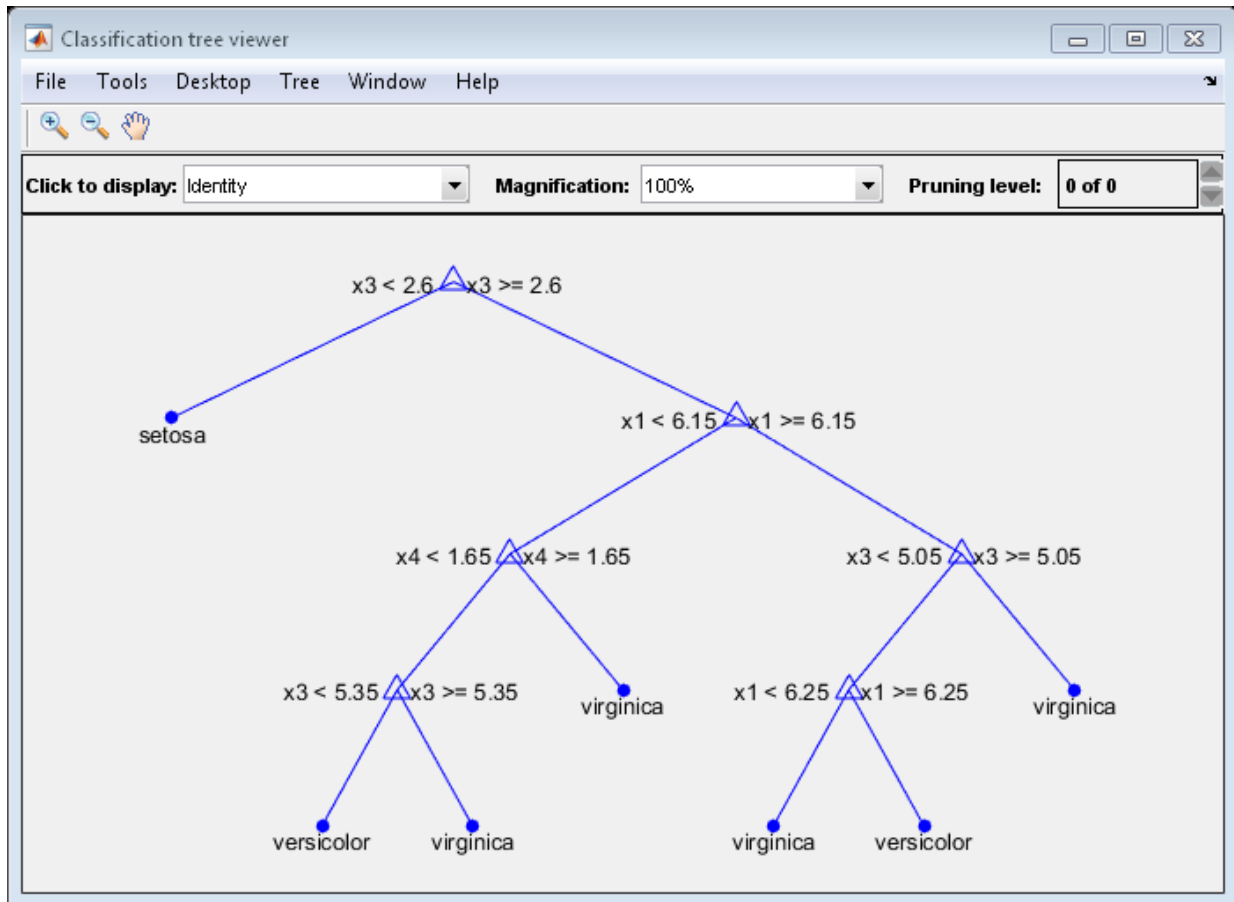 Classification tree viewer
File Tools Desktop Tree Window Help
Click to display: Identity Magnification: 100% Pruning level: 0 of 0
x3 < 2.6 x3 >= 2.6
setosa
x1 < 6.15 x1 >= 6.15
x4 < 1.65 x4 >= 1.65 x3 < 5.05 x3 >= 5.05
x3 < 5.35 x3 >= 5.35 virginica x1 < 6.25 x1 >= 6.25 virginica
versicolor virginica virginica versicolor